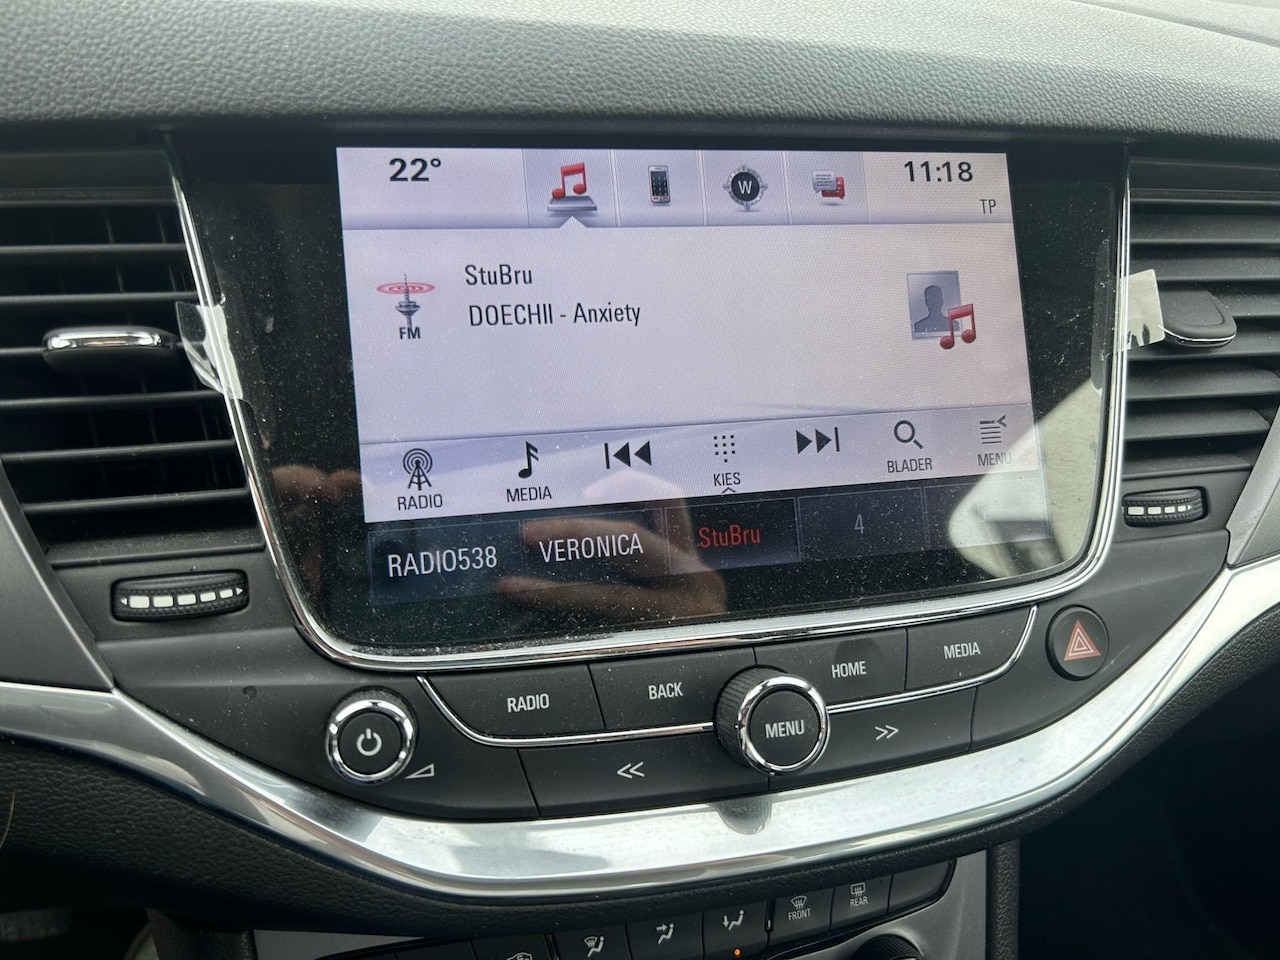 22°
W
11:18
TP
StuBru
DOECHII - Anxiety
FM
RADIO
MEDIA
KIES
BLADER
MENU
RADIO538
VERONICA
StuBru
4
RADIO
BACK
HOME
MEDIA
MENU
FRONT
REAR